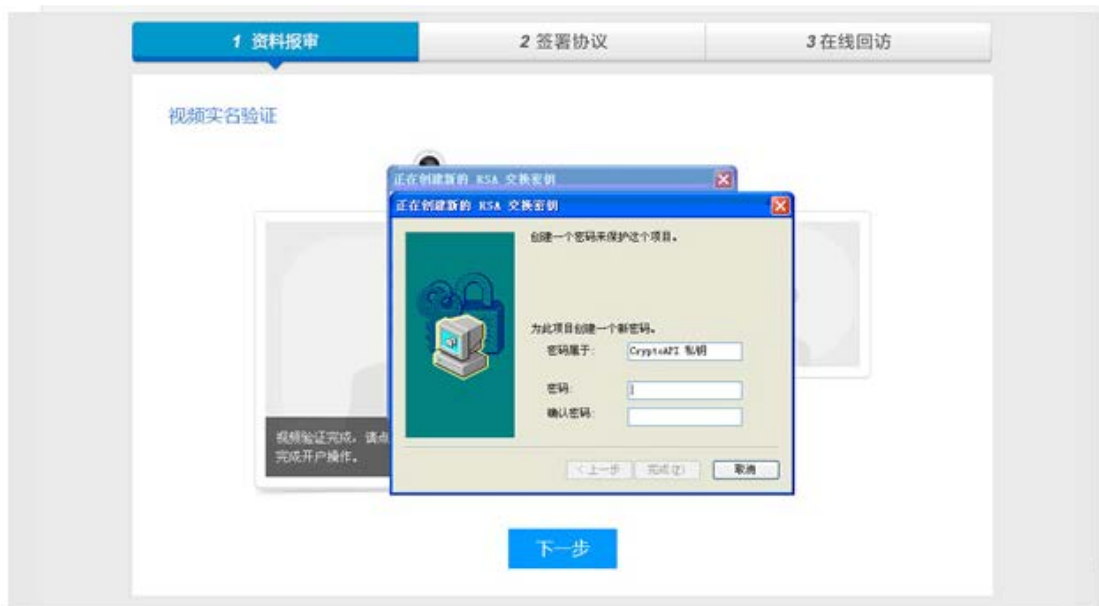 1 资料报审
2 签署协议
3 在线回访
视频实名验证
正在创建新的 RSA 交换密钥
正在创建新的 RSA 交换密钥
创建一个密码来保护这个项目。
为此项目创建一个新密码。
密码属于: CryptoAPI 私钥
密码:
确认密码:
视频验证完成，请点
完成开户操作。
<上一步
完成(F)
取消
下一步